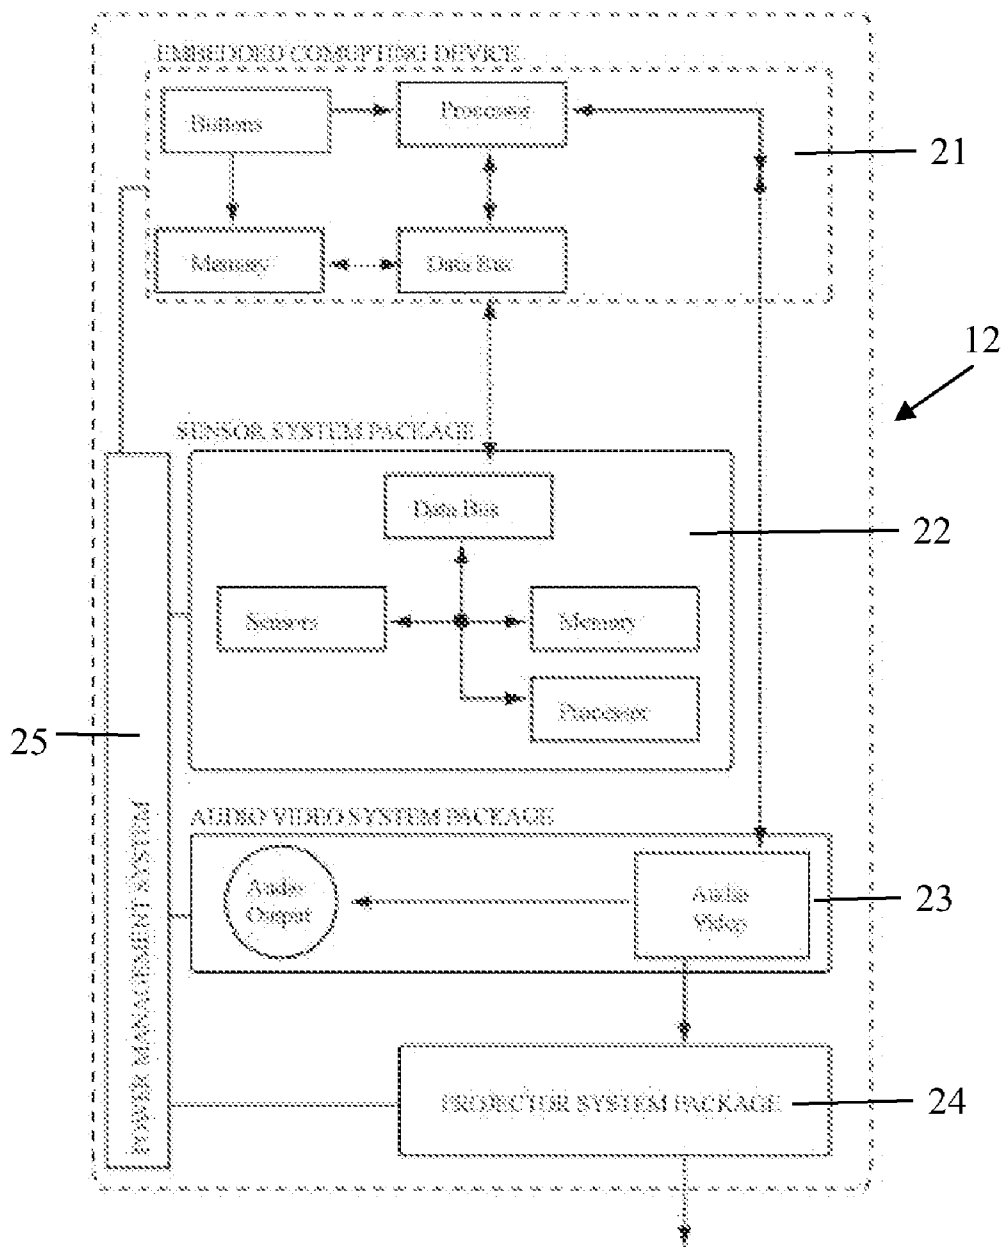 EMBEDDED COMUPTING DEVICE
Buttons
Processor
21
Memory
Data Bus
12
SENSOR SYSTEM PACKAGE
Data Bus
22
Sensors
Memory
Processor
25
POWER MANAGEMENT SYSTEM
AUDIO VIDEO SYSTEM PACKAGE
Audio
Output
Audio
Video
23
PROJECTOR SYSTEM PACKAGE
24